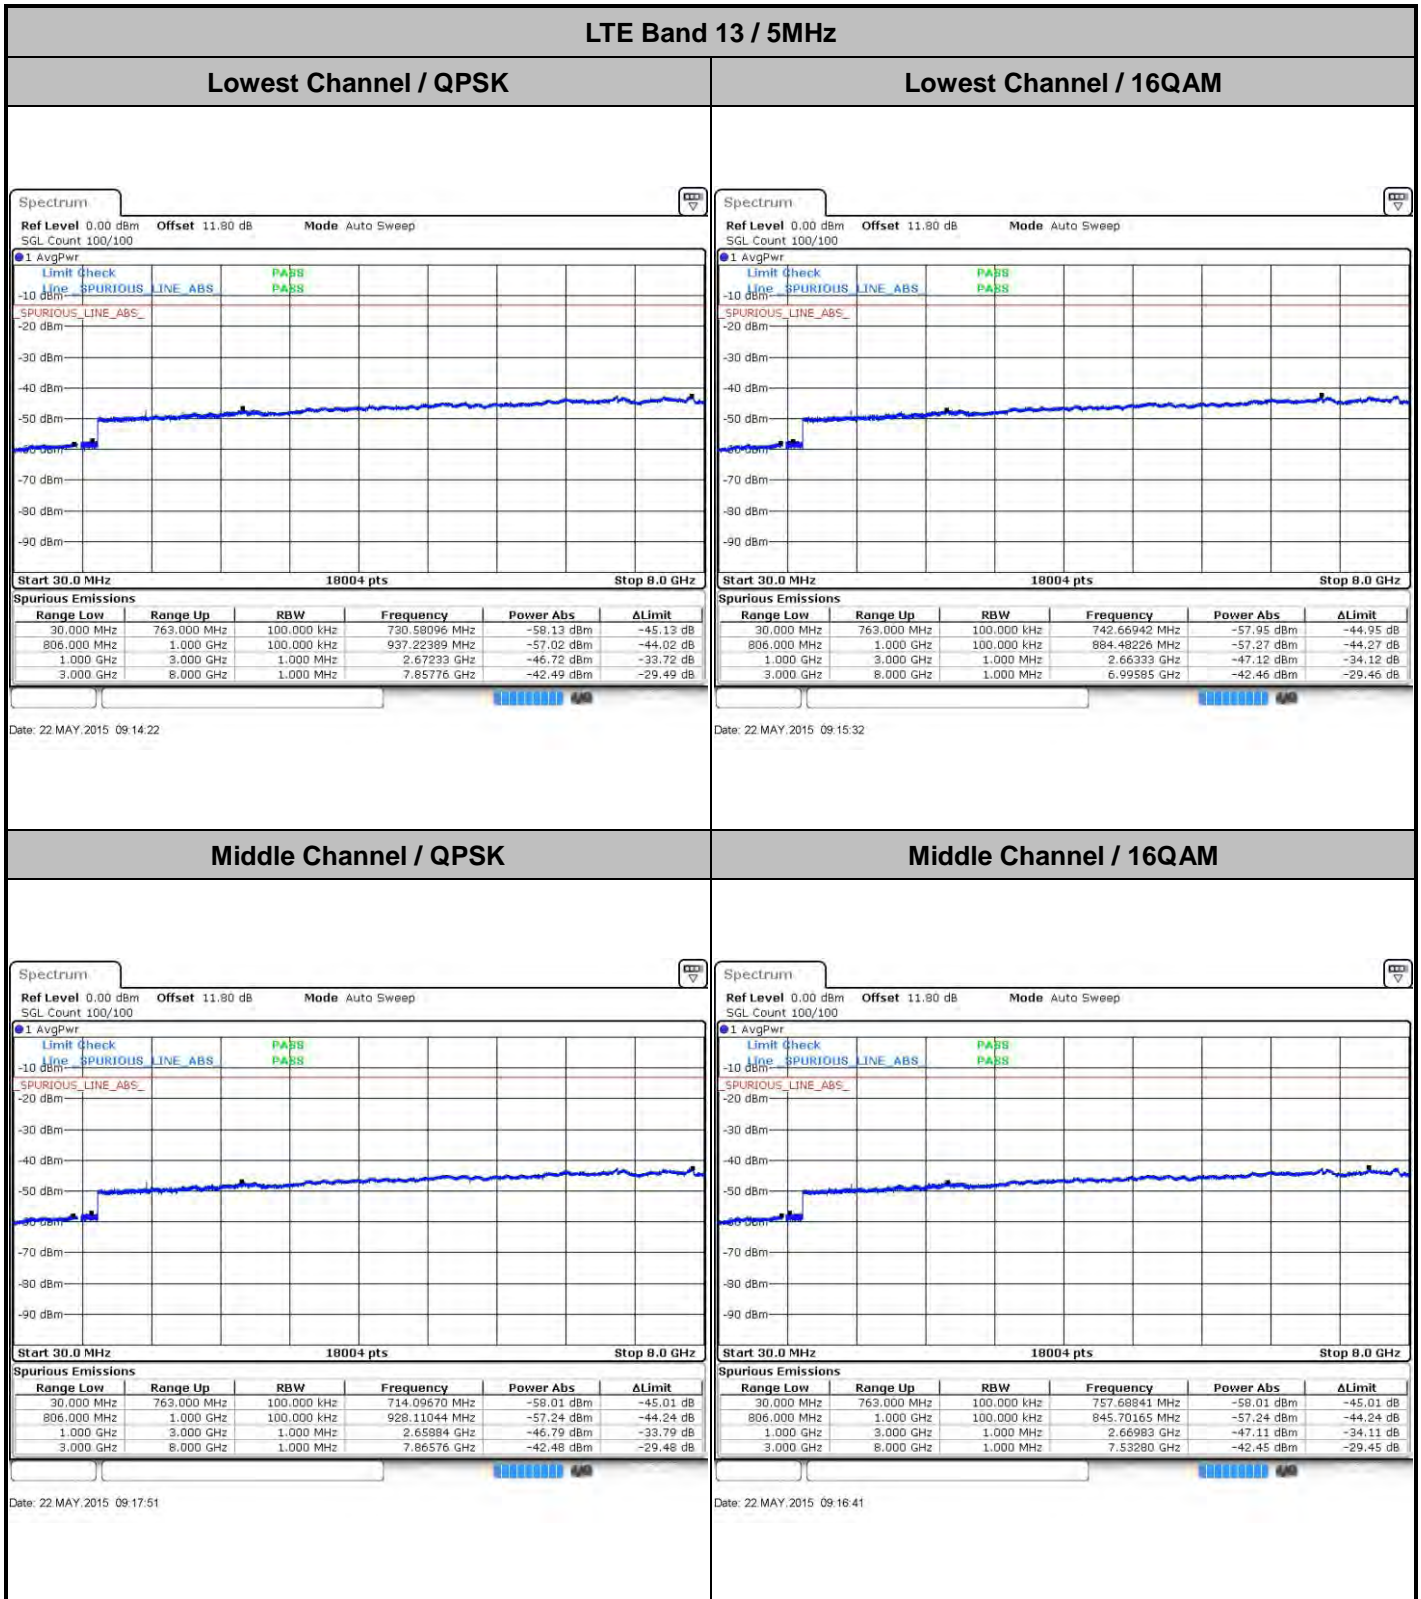 LTE Band 13 / 5MHz
Lowest Channel / QPSK
Lowest Channel / 16QAM
Spectrum
Ref Level 0.00 dBm Offset 11.80 dB Mode Auto Sweep
SGL Count 100/100
1 AvgPwr
Limit Check PASS
Line _SPURIOUS_LINE_ABS_ PASS
-10 dBm
_SPURIOUS_LINE_ABS_
-20 dBm
-30 dBm
-40 dBm
-50 dBm
-60 dBm
-70 dBm
-80 dBm
-90 dBm
Start 30.0 MHz 18004 pts Stop 8.0 GHz
Spurious Emissions
Range Low Range Up RBW Frequency Power Abs ΔLimit
30.000 MHz 763.000 MHz 100.000 kHz 730.58096 MHz -58.13 dBm -45.13 dB
806.000 MHz 1.000 GHz 100.000 kHz 937.22389 MHz -57.02 dBm -44.02 dB
1.000 GHz 3.000 GHz 1.000 MHz 2.67233 GHz -46.72 dBm -33.72 dB
3.000 GHz 8.000 GHz 1.000 MHz 7.85776 GHz -42.49 dBm -29.49 dB
Date: 22.MAY.2015 09:14:22
Spectrum
Ref Level 0.00 dBm Offset 11.80 dB Mode Auto Sweep
SGL Count 100/100
1 AvgPwr
Limit Check PASS
Line _SPURIOUS_LINE_ABS_ PASS
-10 dBm
_SPURIOUS_LINE_ABS_
-20 dBm
-30 dBm
-40 dBm
-50 dBm
-60 dBm
-70 dBm
-80 dBm
-90 dBm
Start 30.0 MHz 18004 pts Stop 8.0 GHz
Spurious Emissions
Range Low Range Up RBW Frequency Power Abs ΔLimit
30.000 MHz 763.000 MHz 100.000 kHz 742.66942 MHz -57.95 dBm -44.95 dB
806.000 MHz 1.000 GHz 100.000 kHz 884.48226 MHz -57.27 dBm -44.27 dB
1.000 GHz 3.000 GHz 1.000 MHz 2.66333 GHz -47.12 dBm -34.12 dB
3.000 GHz 8.000 GHz 1.000 MHz 6.99585 GHz -42.46 dBm -29.46 dB
Date: 22.MAY.2015 09:15:32
Middle Channel / QPSK
Middle Channel / 16QAM
Spectrum
Ref Level 0.00 dBm Offset 11.80 dB Mode Auto Sweep
SGL Count 100/100
1 AvgPwr
Limit Check PASS
Line _SPURIOUS_LINE_ABS_ PASS
-10 dBm
_SPURIOUS_LINE_ABS_
-20 dBm
-30 dBm
-40 dBm
-50 dBm
-60 dBm
-70 dBm
-80 dBm
-90 dBm
Start 30.0 MHz 18004 pts Stop 8.0 GHz
Spurious Emissions
Range Low Range Up RBW Frequency Power Abs ΔLimit
30.000 MHz 763.000 MHz 100.000 kHz 714.09670 MHz -58.01 dBm -45.01 dB
806.000 MHz 1.000 GHz 100.000 kHz 928.11044 MHz -57.24 dBm -44.24 dB
1.000 GHz 3.000 GHz 1.000 MHz 2.65884 GHz -46.79 dBm -33.79 dB
3.000 GHz 8.000 GHz 1.000 MHz 7.86576 GHz -42.48 dBm -29.48 dB
Date: 22.MAY.2015 09:17:51
Spectrum
Ref Level 0.00 dBm Offset 11.80 dB Mode Auto Sweep
SGL Count 100/100
1 AvgPwr
Limit Check PASS
Line _SPURIOUS_LINE_ABS_ PASS
-10 dBm
_SPURIOUS_LINE_ABS_
-20 dBm
-30 dBm
-40 dBm
-50 dBm
-60 dBm
-70 dBm
-80 dBm
-90 dBm
Start 30.0 MHz 18004 pts Stop 8.0 GHz
Spurious Emissions
Range Low Range Up RBW Frequency Power Abs ΔLimit
30.000 MHz 763.000 MHz 100.000 kHz 757.68841 MHz -58.01 dBm -45.01 dB
806.000 MHz 1.000 GHz 100.000 kHz 845.70165 MHz -57.24 dBm -44.24 dB
1.000 GHz 3.000 GHz 1.000 MHz 2.66983 GHz -47.11 dBm -34.11 dB
3.000 GHz 8.000 GHz 1.000 MHz 7.53280 GHz -42.45 dBm -29.45 dB
Date: 22.MAY.2015 09:16:41